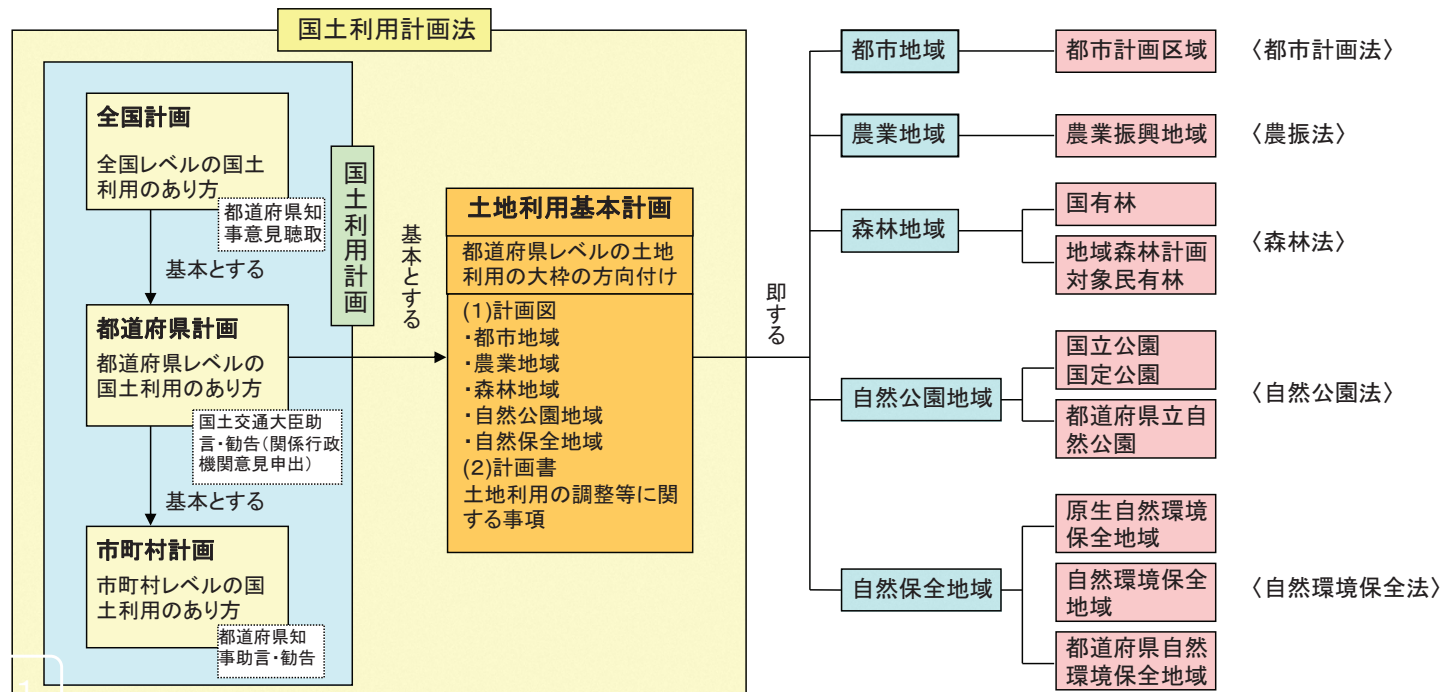 国土利用計画法
全国計画
全国レベルの国土
利用のあり方
都道府県知
事意見聴取
基本とする
都道府県計画
都道府県レベルの
国土利用のあり方
国土交通大臣助
言・勧告(関係行政
機関意見申出)
基本とする
市町村計画
市町村レベルの国
土利用のあり方
都道府県知
事助言・勧告
国土利用計画
基本とする
土地利用基本計画
都道府県レベルの土地
利用の大枠の方向付け
(1)計画図
・都市地域
・農業地域
・森林地域
・自然公園地域
・自然保全地域
(2)計画書
土地利用の調整等に関
する事項
即する
都市地域
都市計画区域
〈都市計画法〉
農業地域
農業振興地域
〈農振法〉
森林地域
国有林
地域森林計画
対象民有林
〈森林法〉
自然公園地域
国立公園
国定公園
都道府県立自
然公園
〈自然公園法〉
自然保全地域
原生自然環境
保全地域
自然環境保全
地域
都道府県自然
環境保全地域
〈自然環境保全法〉
1